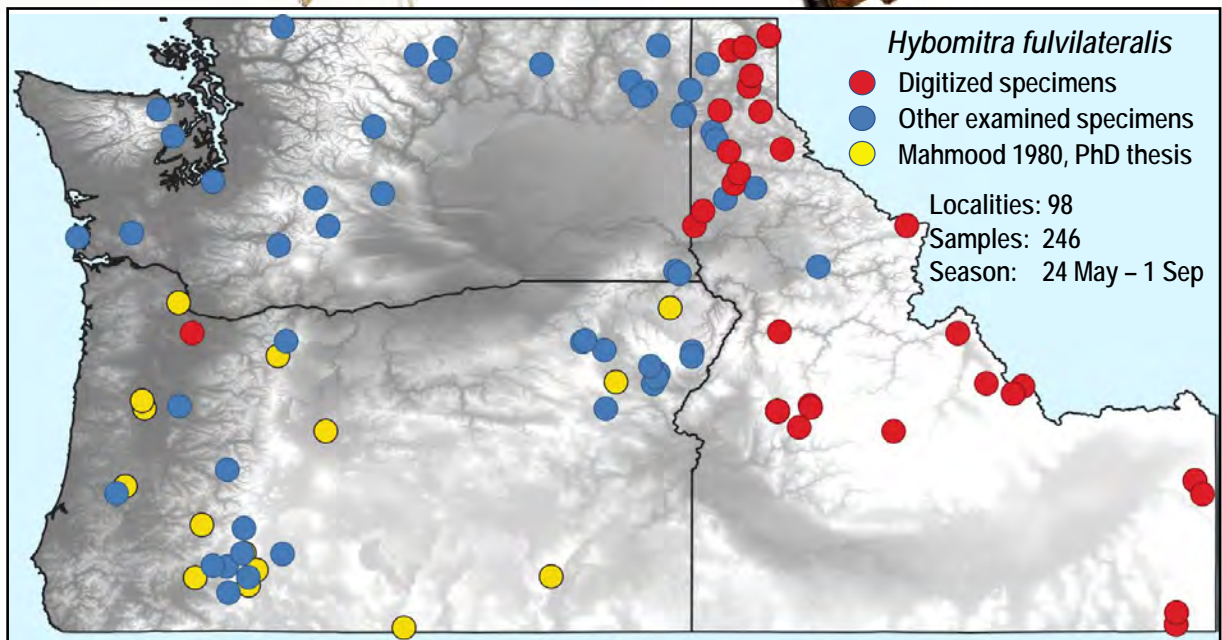 Hybomitra fulvilateralis
Digitized specimens
Other examined specimens
Mahmood 1980, PhD thesis
Localities: 98
Samples: 246
Season: 24 May – 1 Sep